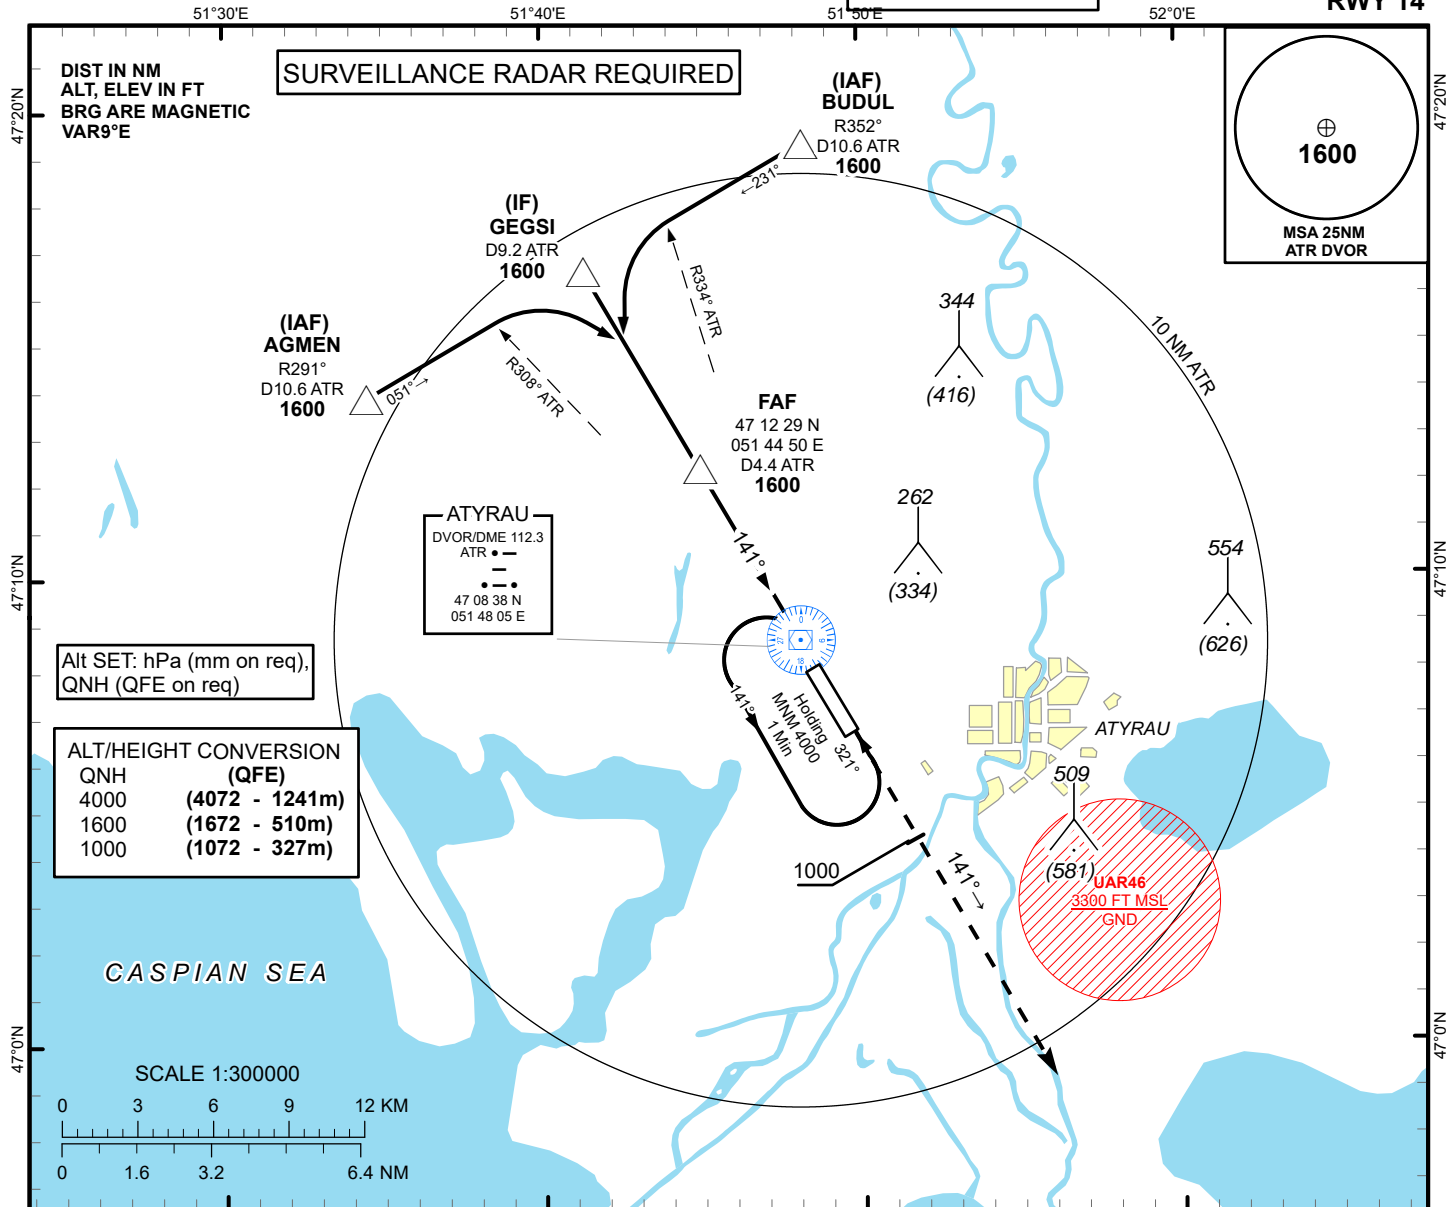 RWY 14
51°30'E
51°40'E
51°50'E
52°0'E
47°20'N
47°20'N
DIST IN NM
ALT, ELEV IN FT
BRG ARE MAGNETIC
VAR9°E
SURVEILLANCE RADAR REQUIRED
(IAF)
BUDUL
R352°
D10.6 ATR
1600
←231°
1600
MSA 25NM
ATR DVOR
(IF)
GEGSI
D9.2 ATR
1600
R334° ATR
(IAF)
AGMEN
R291°
D10.6 ATR
1600
051°→
R308° ATR
344
(416)
10 NM ATR
FAF
47 12 29 N
051 44 50 E
D4.4 ATR
1600
262
(334)
554
(626)
141°
47°10'N
47°10'N
ATYRAU
DVOR/DME 112.3
ATR
47 08 38 N
051 48 05 E
0
9
18
27
Alt SET: hPa (mm on req),
QNH (QFE on req)
141°
Holding
MNM 4000
1 Min
321°
ATYRAU
ALT/HEIGHT CONVERSION
QNH (QFE)
4000 (4072 - 1241m)
1600 (1672 - 510m)
1000 (1072 - 327m)
509
(581)
1000
141°→
UAR46
3300 FT MSL
GND
CASPIAN SEA
47°0'N
47°0'N
SCALE 1:300000
0 3 6 9 12 KM
0 1.6 3.2 6.4 NM